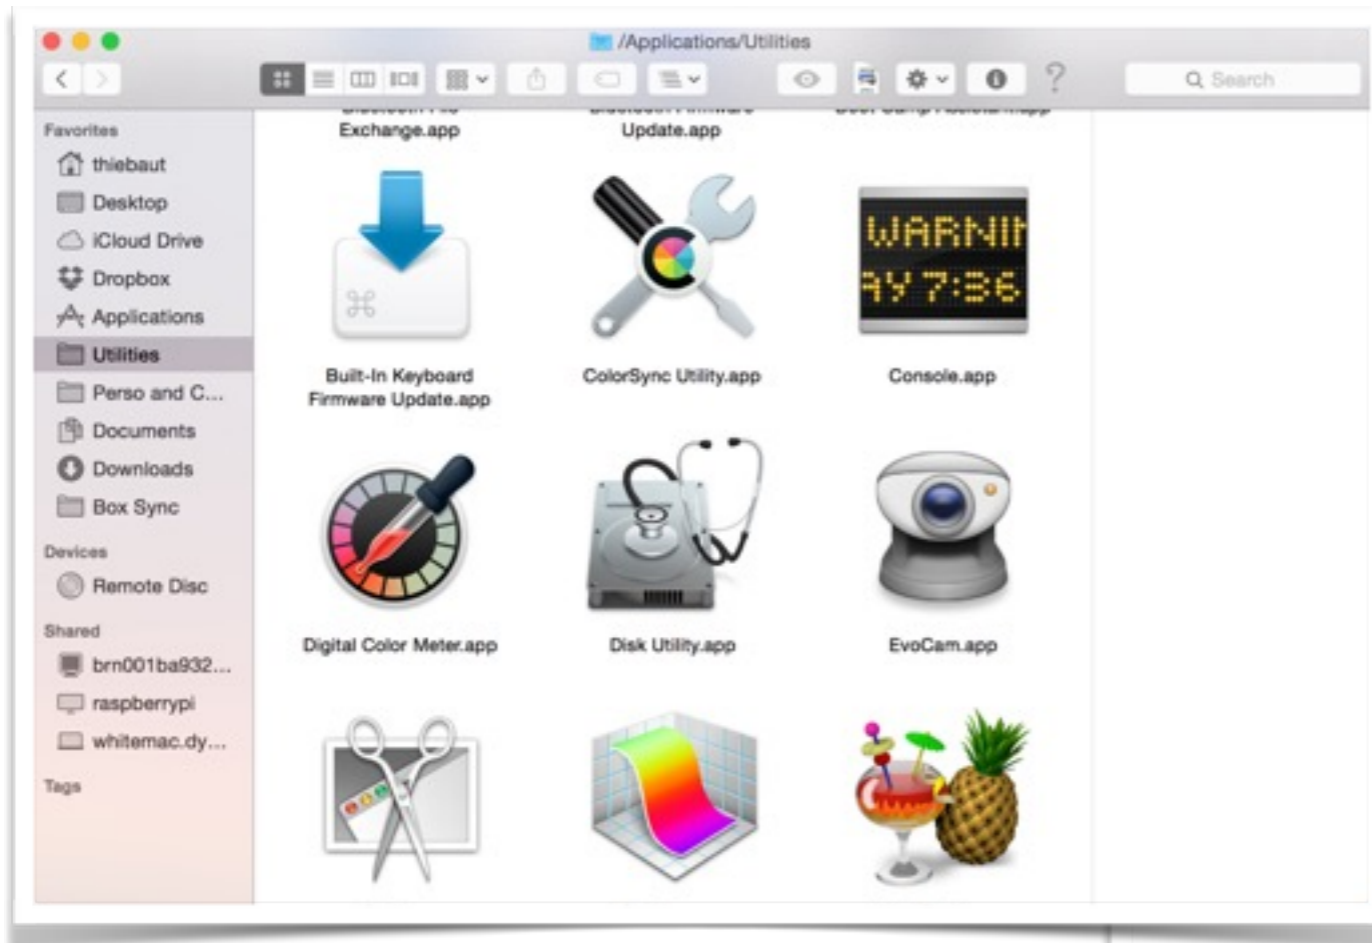 /Applications/Utilities
?
Search
Favorites
thiebaut
Desktop
iCloud Drive
Dropbox
Applications
Utilities
Perso and C...
Documents
Downloads
Box Sync
Devices
Remote Disc
Shared
brn001ba932...
raspberrypi
whitemac.dy...
Tags
Exchange.app
Update.app
WARNIN
AY 7:36
Built-In Keyboard
Firmware Update.app
ColorSync Utility.app
Console.app
Digital Color Meter.app
Disk Utility.app
EvoCam.app